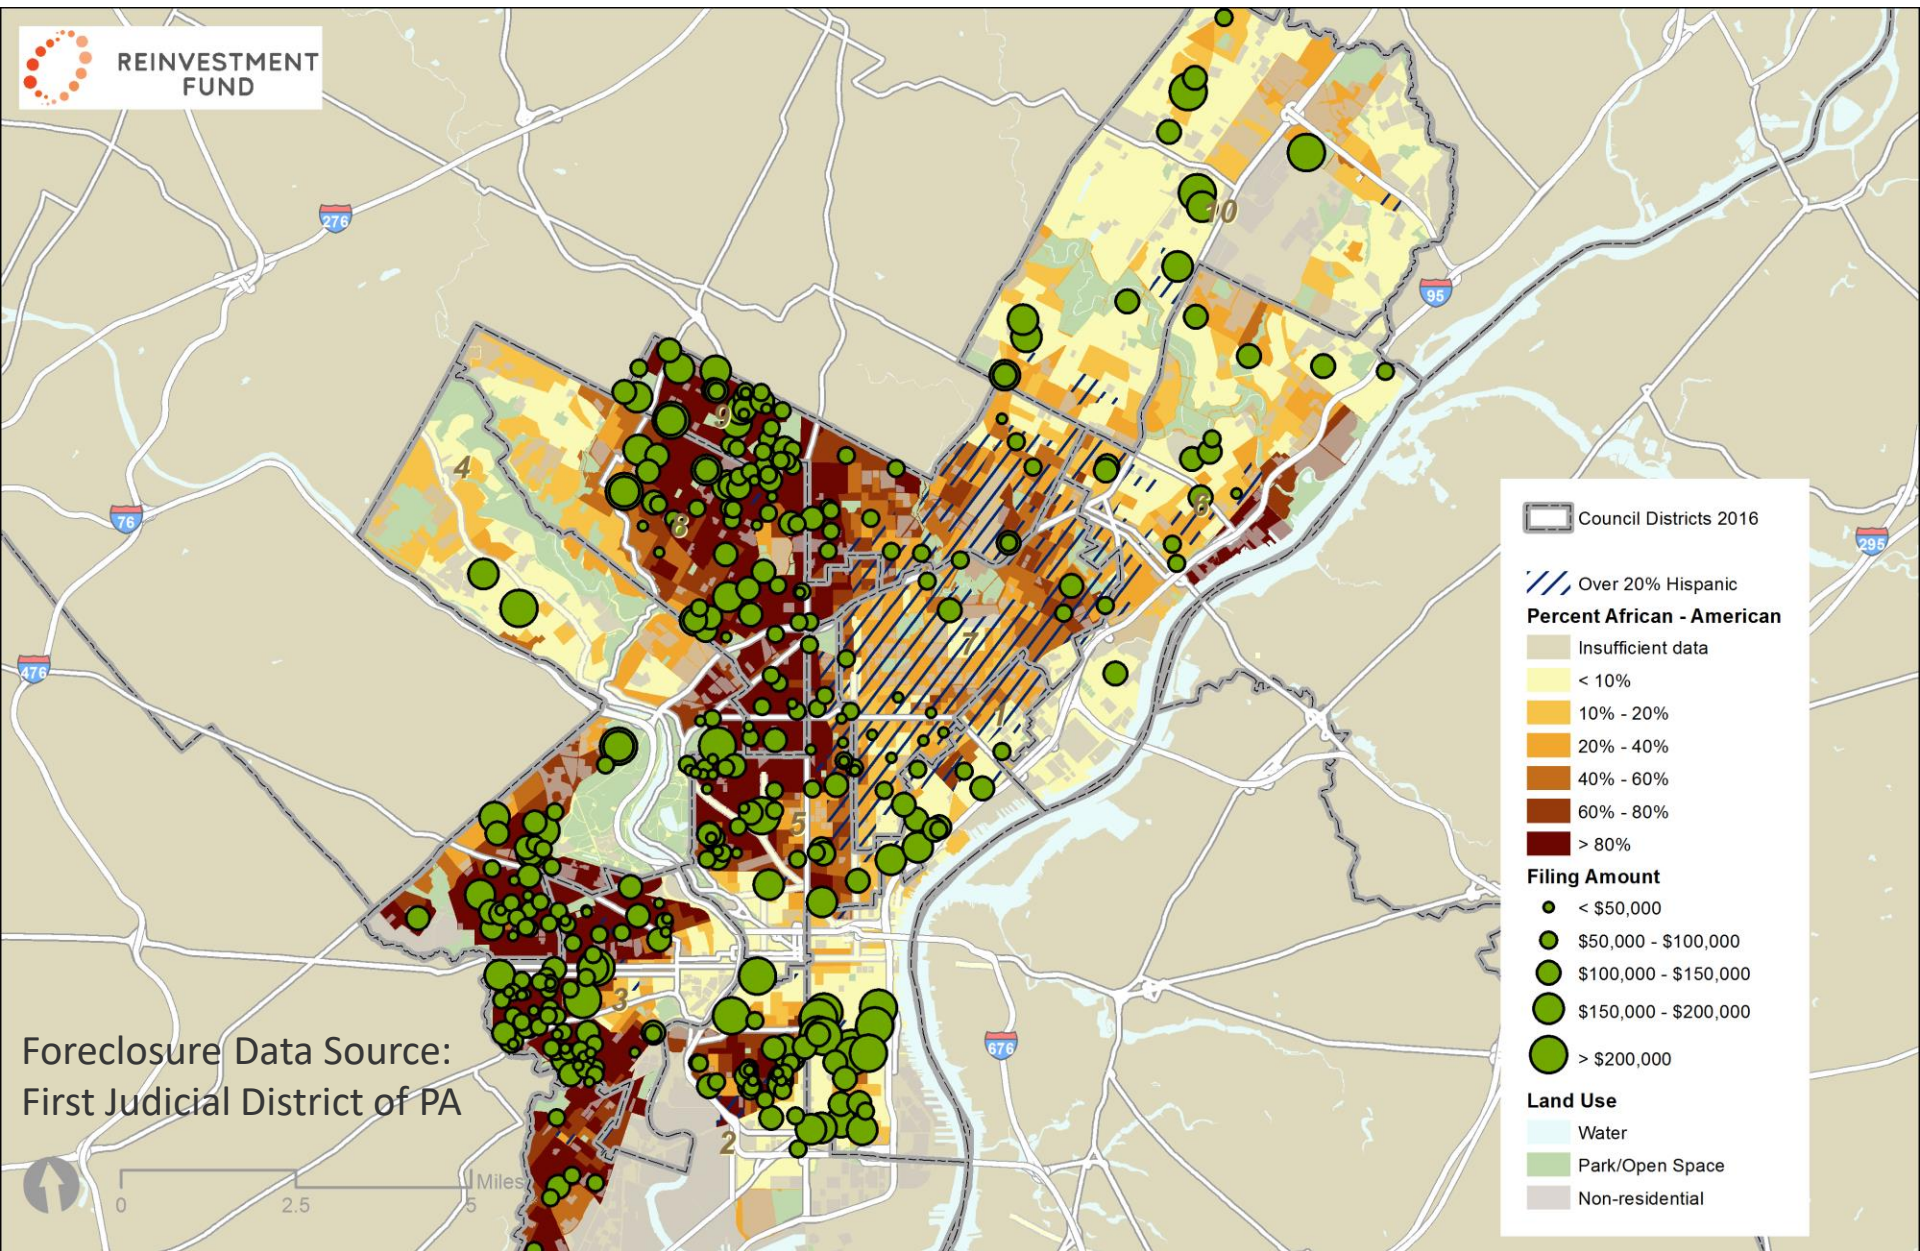 REINVESTMENT
FUND
276
10
95
9
4
8
6
76
295
7
476
1
5
3
676
2
Foreclosure Data Source:
First Judicial District of PA
Miles
0
2.5
5
Council Districts 2016
Over 20% Hispanic
Percent African - American
Insufficient data
< 10%
10% - 20%
20% - 40%
40% - 60%
60% - 80%
> 80%
Filing Amount
< $50,000
$50,000 - $100,000
$100,000 - $150,000
$150,000 - $200,000
> $200,000
Land Use
Water
Park/Open Space
Non-residential